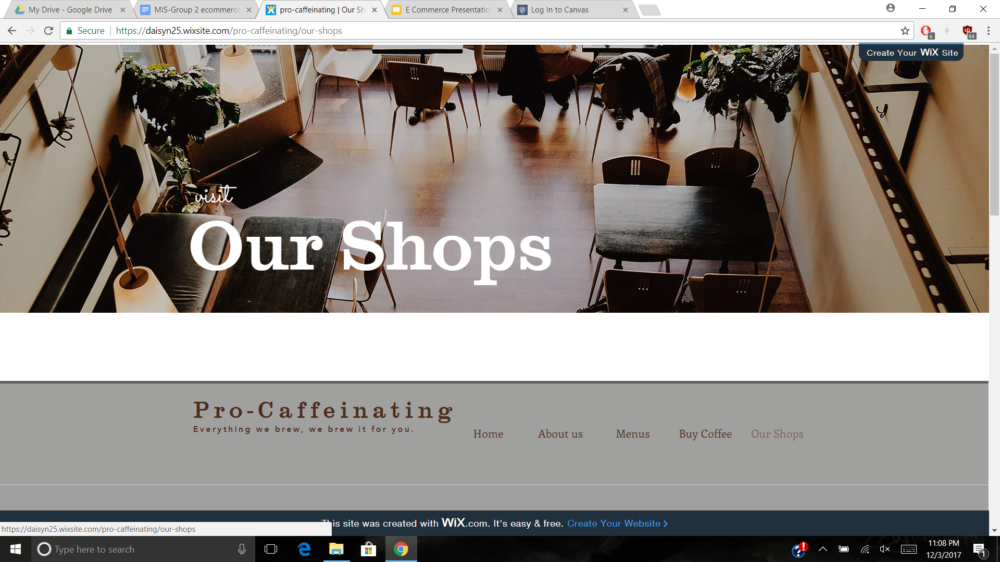 My Drive - Google Drive
MIS-Group 2 ecommerce
pro-caffeinating | Our Sh
E Commerce Presentatio
Log In to Canvas
Secure
https://daisyn25.wixsite.com/pro-caffeinating/our-shops
6
84
Create Your WiX Site
visit
Our Shops
Pro-Caffeinating
Everything we brew, we brew it for you.
Home
About us
Menus
Buy Coffee
Our Shops
This site was created with WiX.com. It's easy & free. Create Your Website >
https://daisyn25.wixsite.com/pro-caffeinating/our-shops
Type here to search
11:08 PM
12/3/2017
1